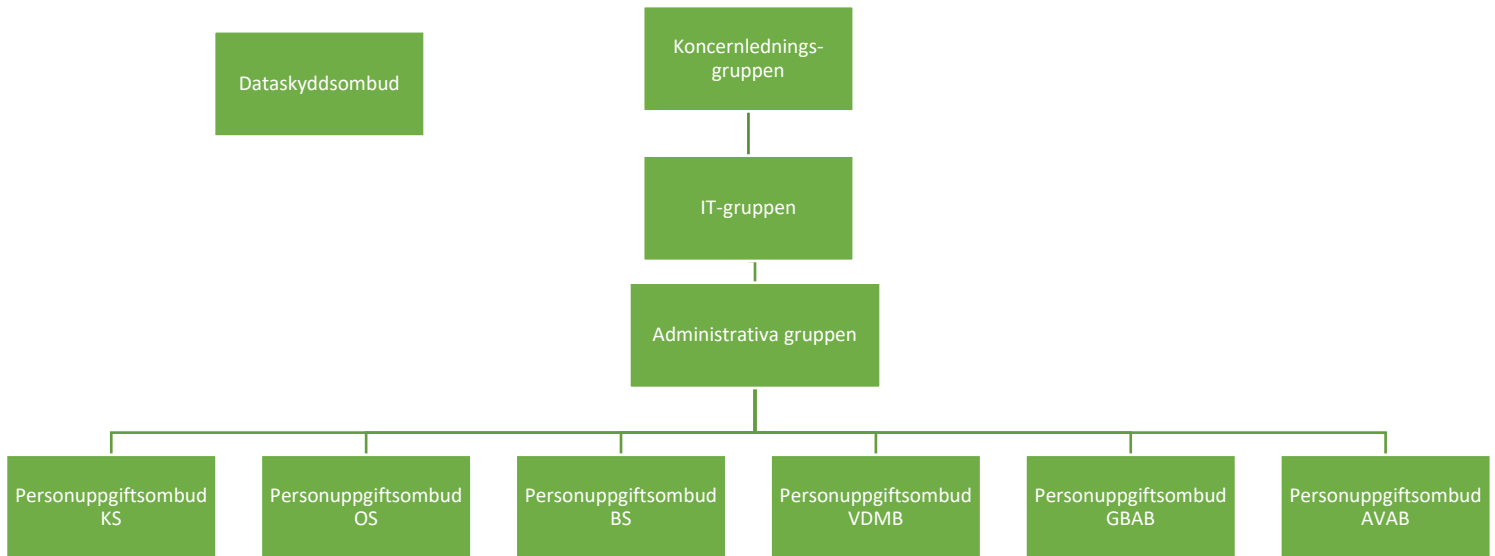 Dataskyddsombud
Koncernlednings-
gruppen
IT-gruppen
Administrativa gruppen
Personuppgiftsombud
KS
Personuppgiftsombud
OS
Personuppgiftsombud
BS
Personuppgiftsombud
VDMB
Personuppgiftsombud
GBAB
Personuppgiftsombud
AVAB